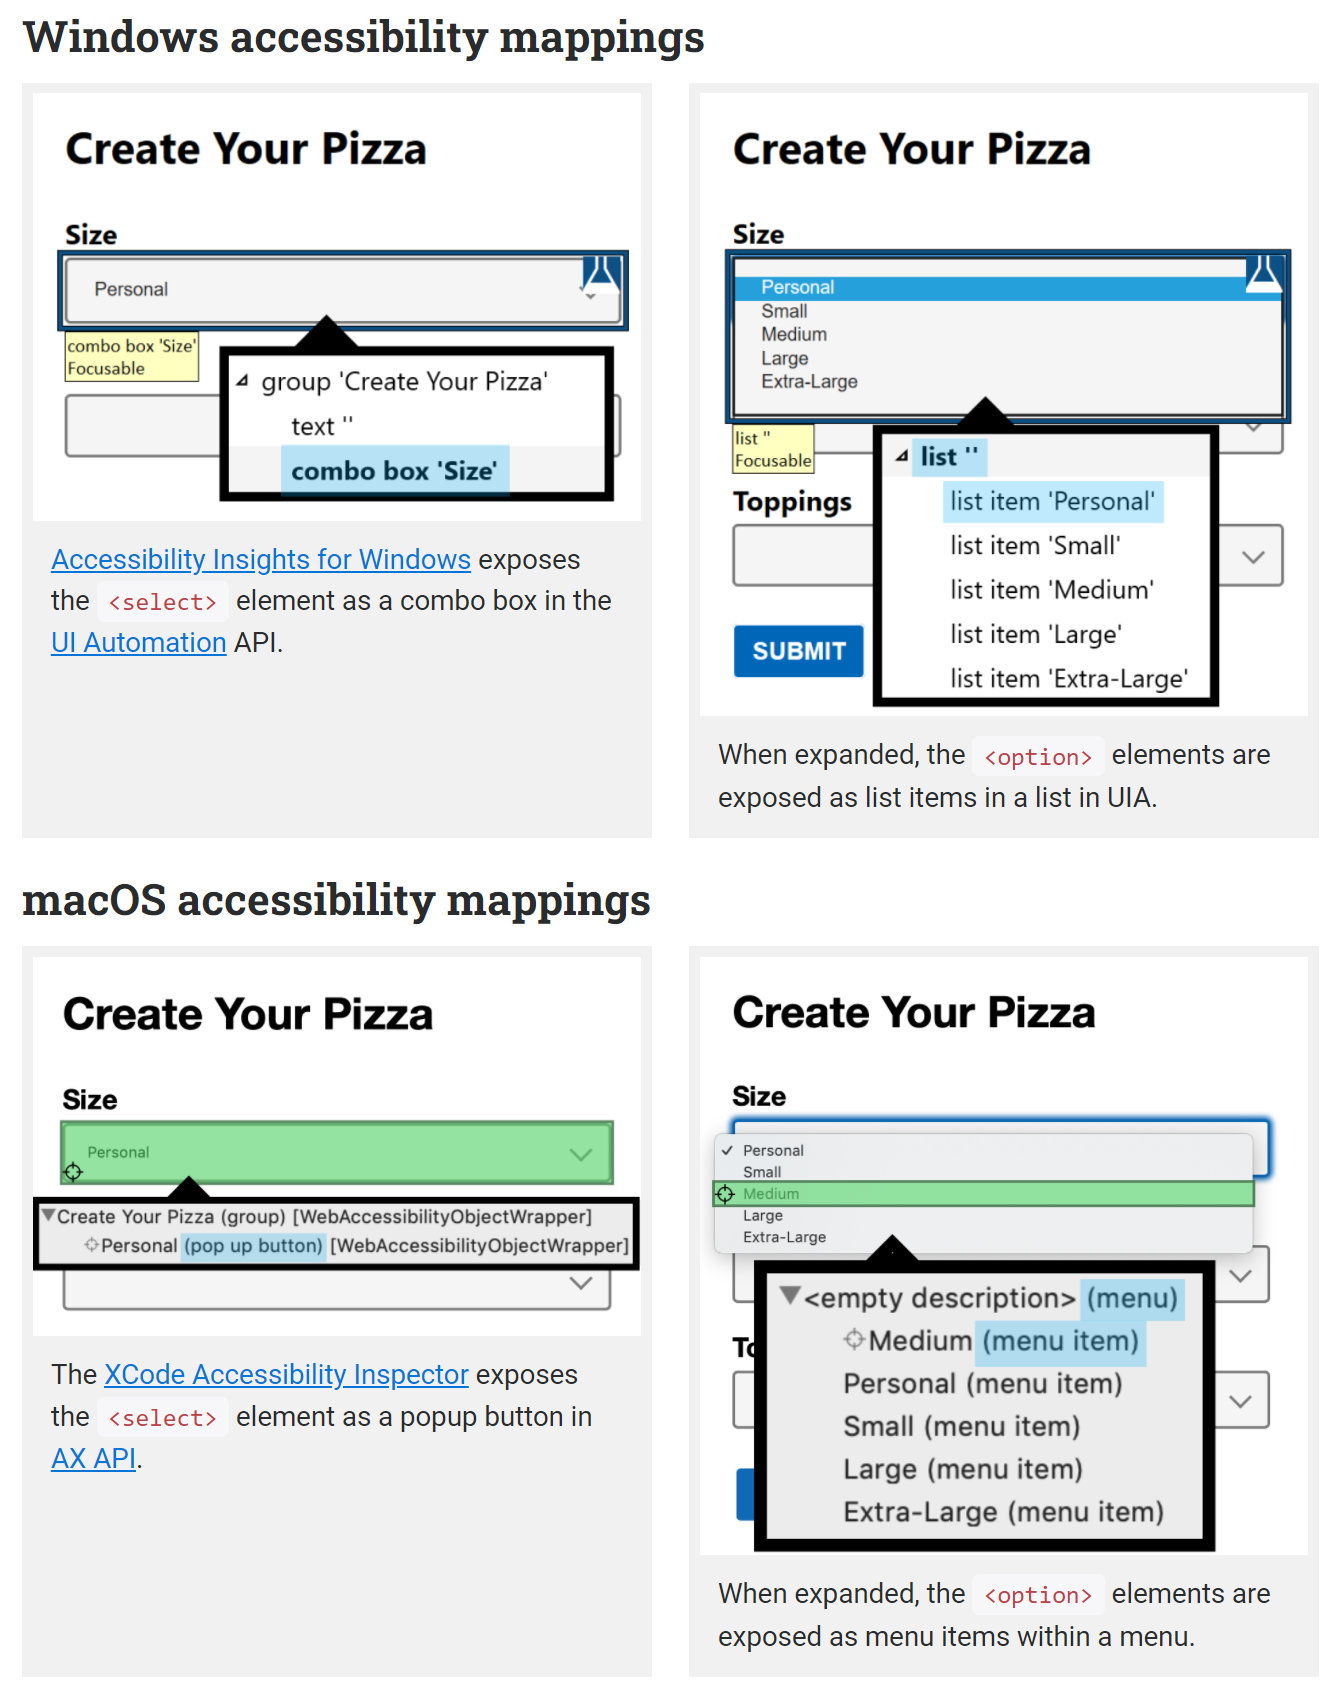 Windows accessibility mappings
Create Your Pizza
Size
Personal
combo box 'Size'
Focusable
group 'Create Your Pizza'
text ''
combo box 'Size'
Accessibility Insights for Windows exposes
the <select> element as a combo box in the
UI Automation API.
Create Your Pizza
Size
Personal
Small
Medium
Large
Extra-Large
list ''
Focusable
list ''
list item 'Personal'
list item 'Small'
list item 'Medium'
list item 'Large'
list item 'Extra-Large'
Toppings
SUBMIT
When expanded, the <option> elements are
exposed as list items in a list in UIA.
macOS accessibility mappings
Create Your Pizza
Size
Personal
Create Your Pizza (group) [WebAccessibilityObjectWrapper]
Personal (pop up button) [WebAccessibilityObjectWrapper]
The XCode Accessibility Inspector exposes
the <select> element as a popup button in
AX API.
Create Your Pizza
Size
✓ Personal
Small
Medium
Large
Extra-Large
<empty description> (menu)
Medium (menu item)
Personal (menu item)
Small (menu item)
Large (menu item)
Extra-Large (menu item)
When expanded, the <option> elements are
exposed as menu items within a menu.